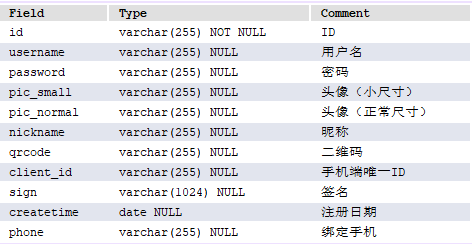 Field Type Comment
id varchar(255) NOT NULL ID
username varchar(255) NULL 用户名
password varchar(255) NULL 密码
pic_small varchar(255) NULL 头像（小尺寸）
pic_normal varchar(255) NULL 头像（正常尺寸）
nickname varchar(255) NULL 昵称
qrcode varchar(255) NULL 二维码
client_id varchar(255) NULL 手机端唯一ID
sign varchar(1024) NULL 签名
createtime date NULL 注册日期
phone varchar(255) NULL 绑定手机